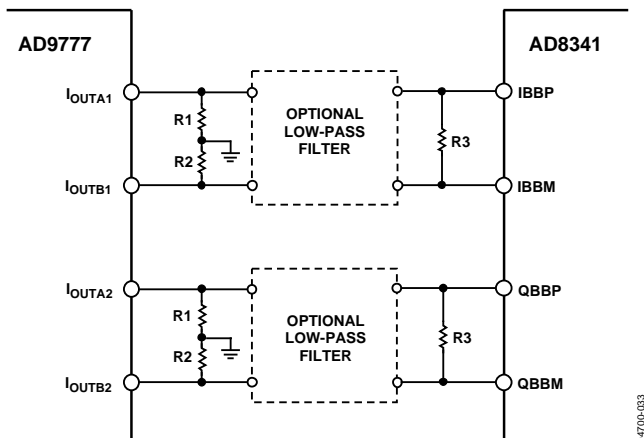 AD9777
AD8341
IOUTA1
R1
R2
IOUTB1
OPTIONAL
LOW-PASS
FILTER
R3
IBBP
IBBM
IOUTA2
R1
R2
IOUTB2
OPTIONAL
LOW-PASS
FILTER
R3
QBBP
QBBM
4700-033